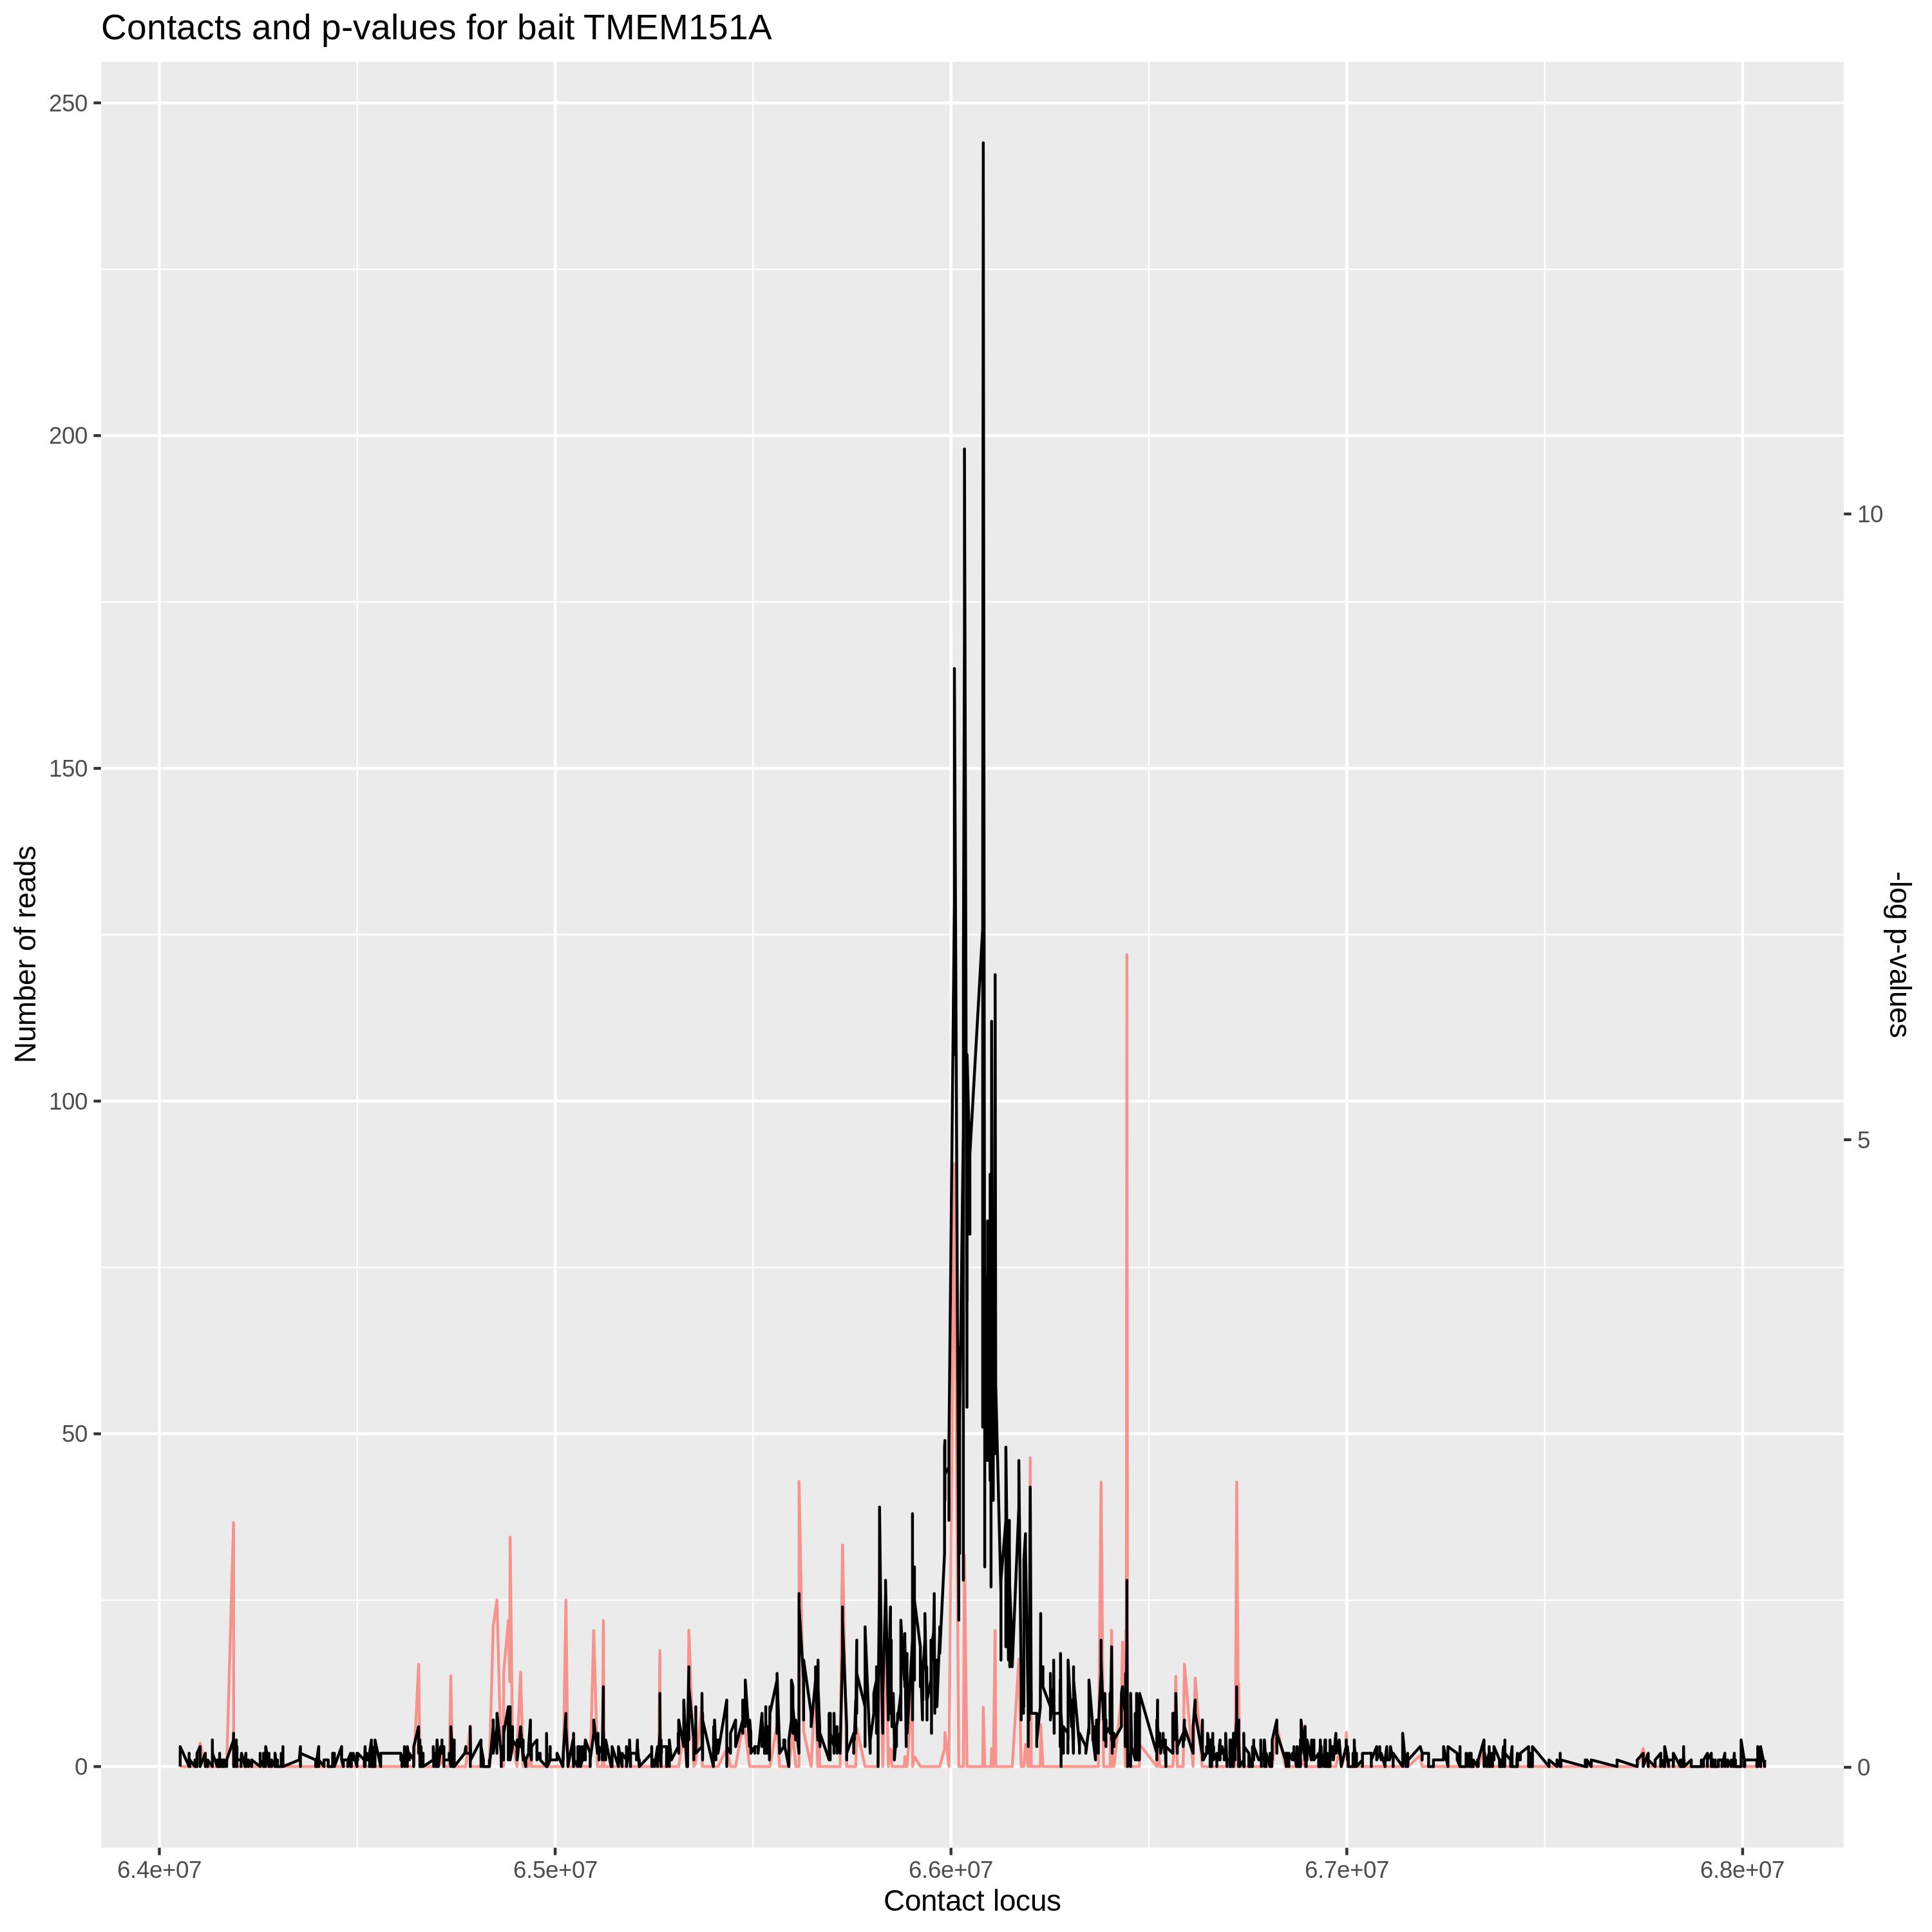 Contacts and p-values for bait TMEM151A
250
200
150
100
50
0
Number of reads
10
5
0
-log p-values
6.4e+07
6.5e+07
6.6e+07
6.7e+07
6.8e+07
Contact locus